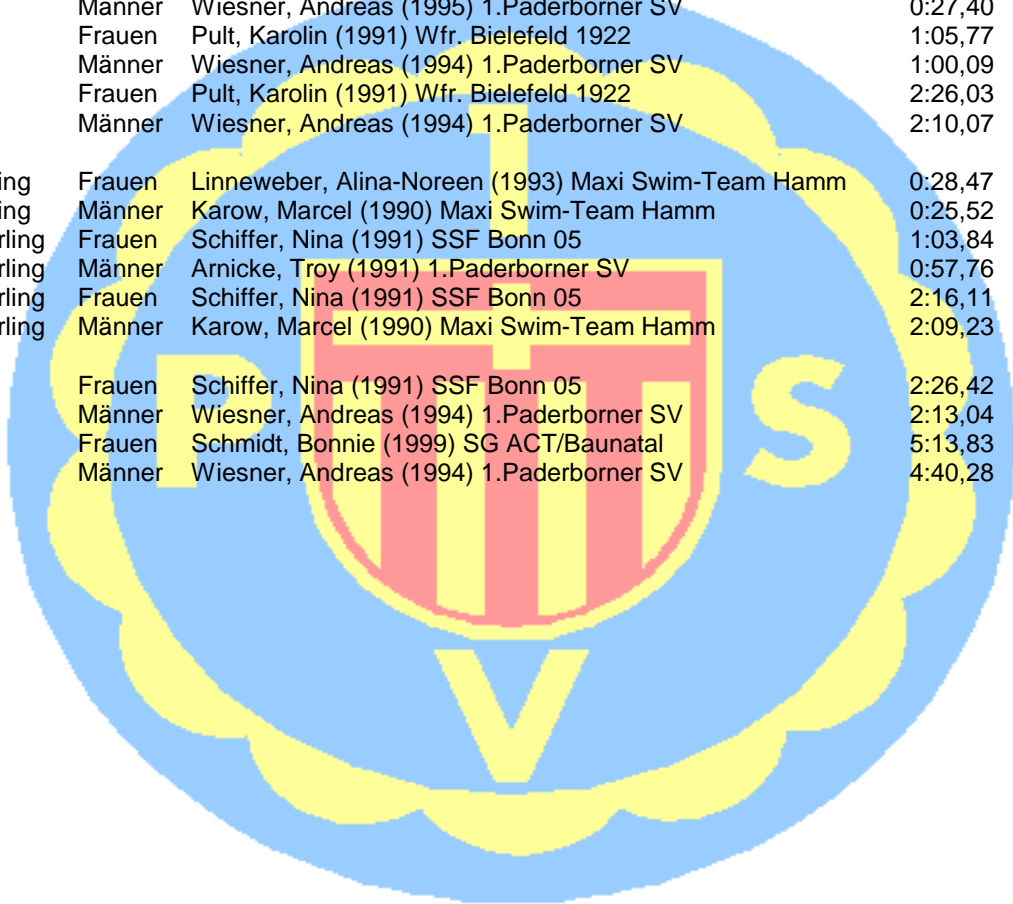 Männer Wiesner, Andreas (1995) 1.Paderborner SV 0:27,40
Frauen Pult, Karolin (1991) Wfr. Bielefeld 1922 1:05,77
Männer Wiesner, Andreas (1994) 1.Paderborner SV 1:00,09
Frauen Pult, Karolin (1991) Wfr. Bielefeld 1922 2:26,03
Männer Wiesner, Andreas (1994) 1.Paderborner SV 2:10,07
ing Frauen Linneweber, Alina-Noreen (1993) Maxi Swim-Team Hamm 0:28,47
ing Männer Karow, Marcel (1990) Maxi Swim-Team Hamm 0:25,52
rling Frauen Schiffer, Nina (1991) SSF Bonn 05 1:03,84
rling Männer Arnicke, Troy (1991) 1.Paderborner SV 0:57,76
rling Frauen Schiffer, Nina (1991) SSF Bonn 05 2:16,11
rling Männer Karow, Marcel (1990) Maxi Swim-Team Hamm 2:09,23
Frauen Schiffer, Nina (1991) SSF Bonn 05 2:26,42
Männer Wiesner, Andreas (1994) 1.Paderborner SV 2:13,04
Frauen Schmidt, Bonnie (1999) SG ACT/Baunatal 5:13,83
Männer Wiesner, Andreas (1994) 1.Paderborner SV 4:40,28
P S
V